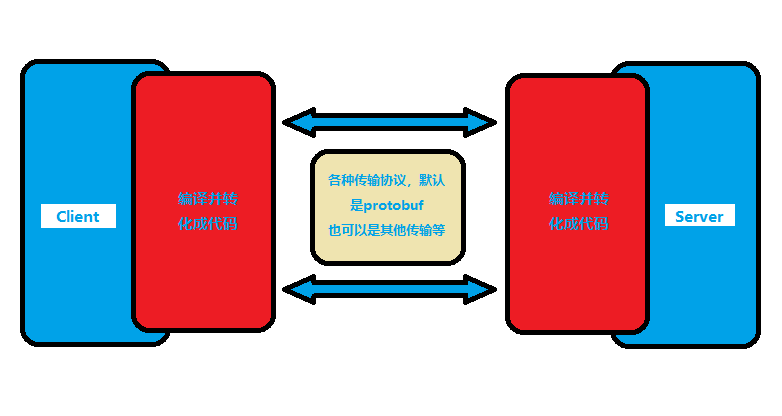 Client
编译并转
化成代码
各种传输协议，默认
是protobuf
也可以是其他传输等
编译并转
化成代码
Server